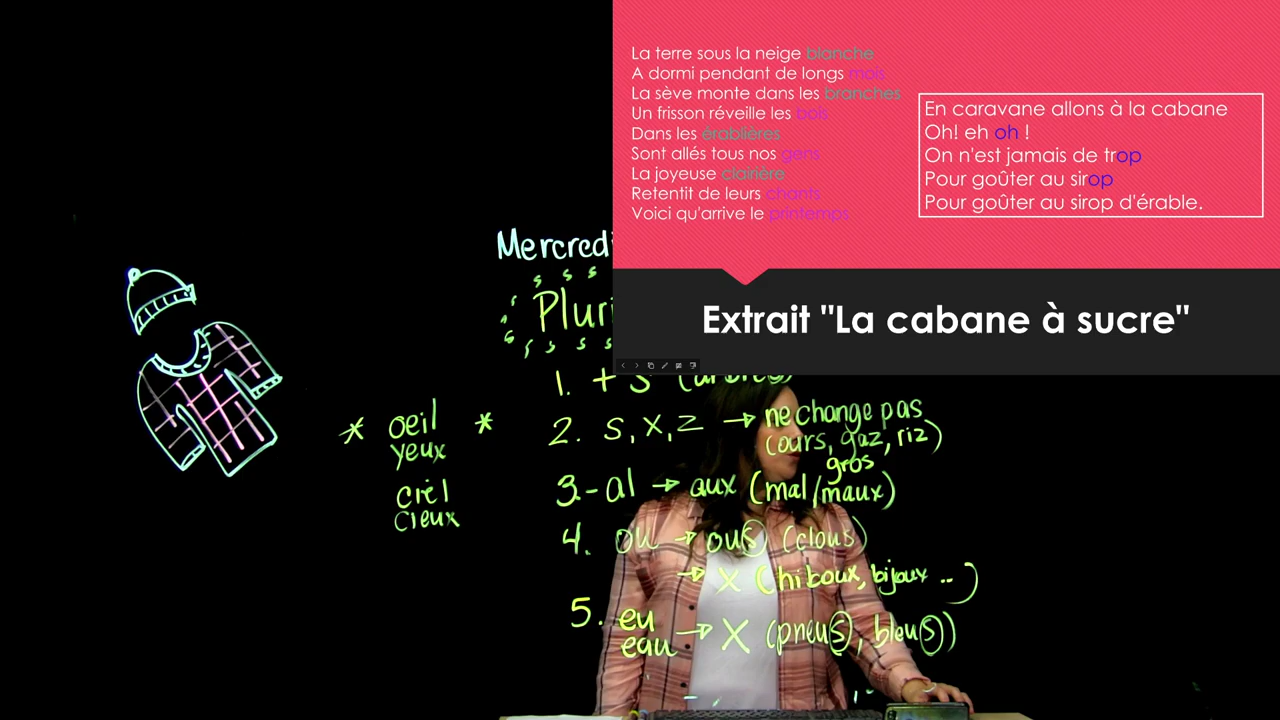 La terre sous la neige blanche
A dormi pendant de longs mois
La sève monte dans les branches
Un frisson réveille les bois
Dans les érablières
Sont allés tous nos gens
La joyeuse clairière
Retentit de leurs chants
Voici qu'arrive le printemps
En caravane allons à la cabane
Oh! eh oh !
On n'est jamais de trop
Pour goûter au sirop
Pour goûter au sirop d'érable.
Extrait "La cabane à sucre"
Mercredi
s s s
Pluri
s s s
1. + s (arbres)
2. s, x, z → ne change pas
(cours, gaz, riz)
gros
3. -al → aux (mal/maux)
4. ou → ous (clous)
→ x (hiboux, bijoux ..)
5. eu
eau → x (pneus, bleus)
* oeil *
yeux
ciel
cieux